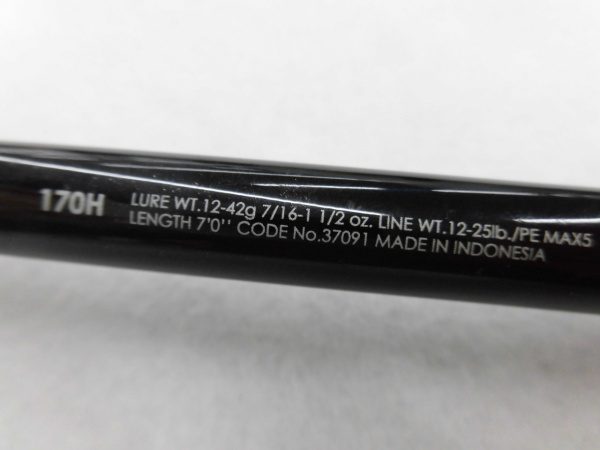 170H LURE WT.12-42g 7/16-1 1/2 oz. LINE WT.12-25lb./PE MAX5
LENGTH 7'0'' CODE No.37091 MADE IN INDONESIA